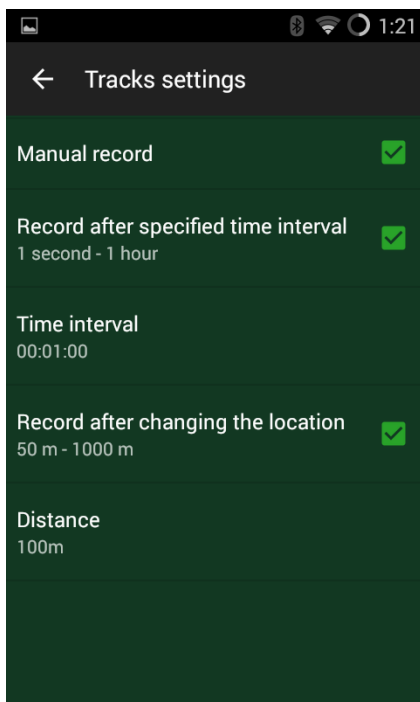 1:21
Tracks settings
Manual record
Record after specified time interval
1 second - 1 hour
Time interval
00:01:00
Record after changing the location
50 m - 1000 m
Distance
100m